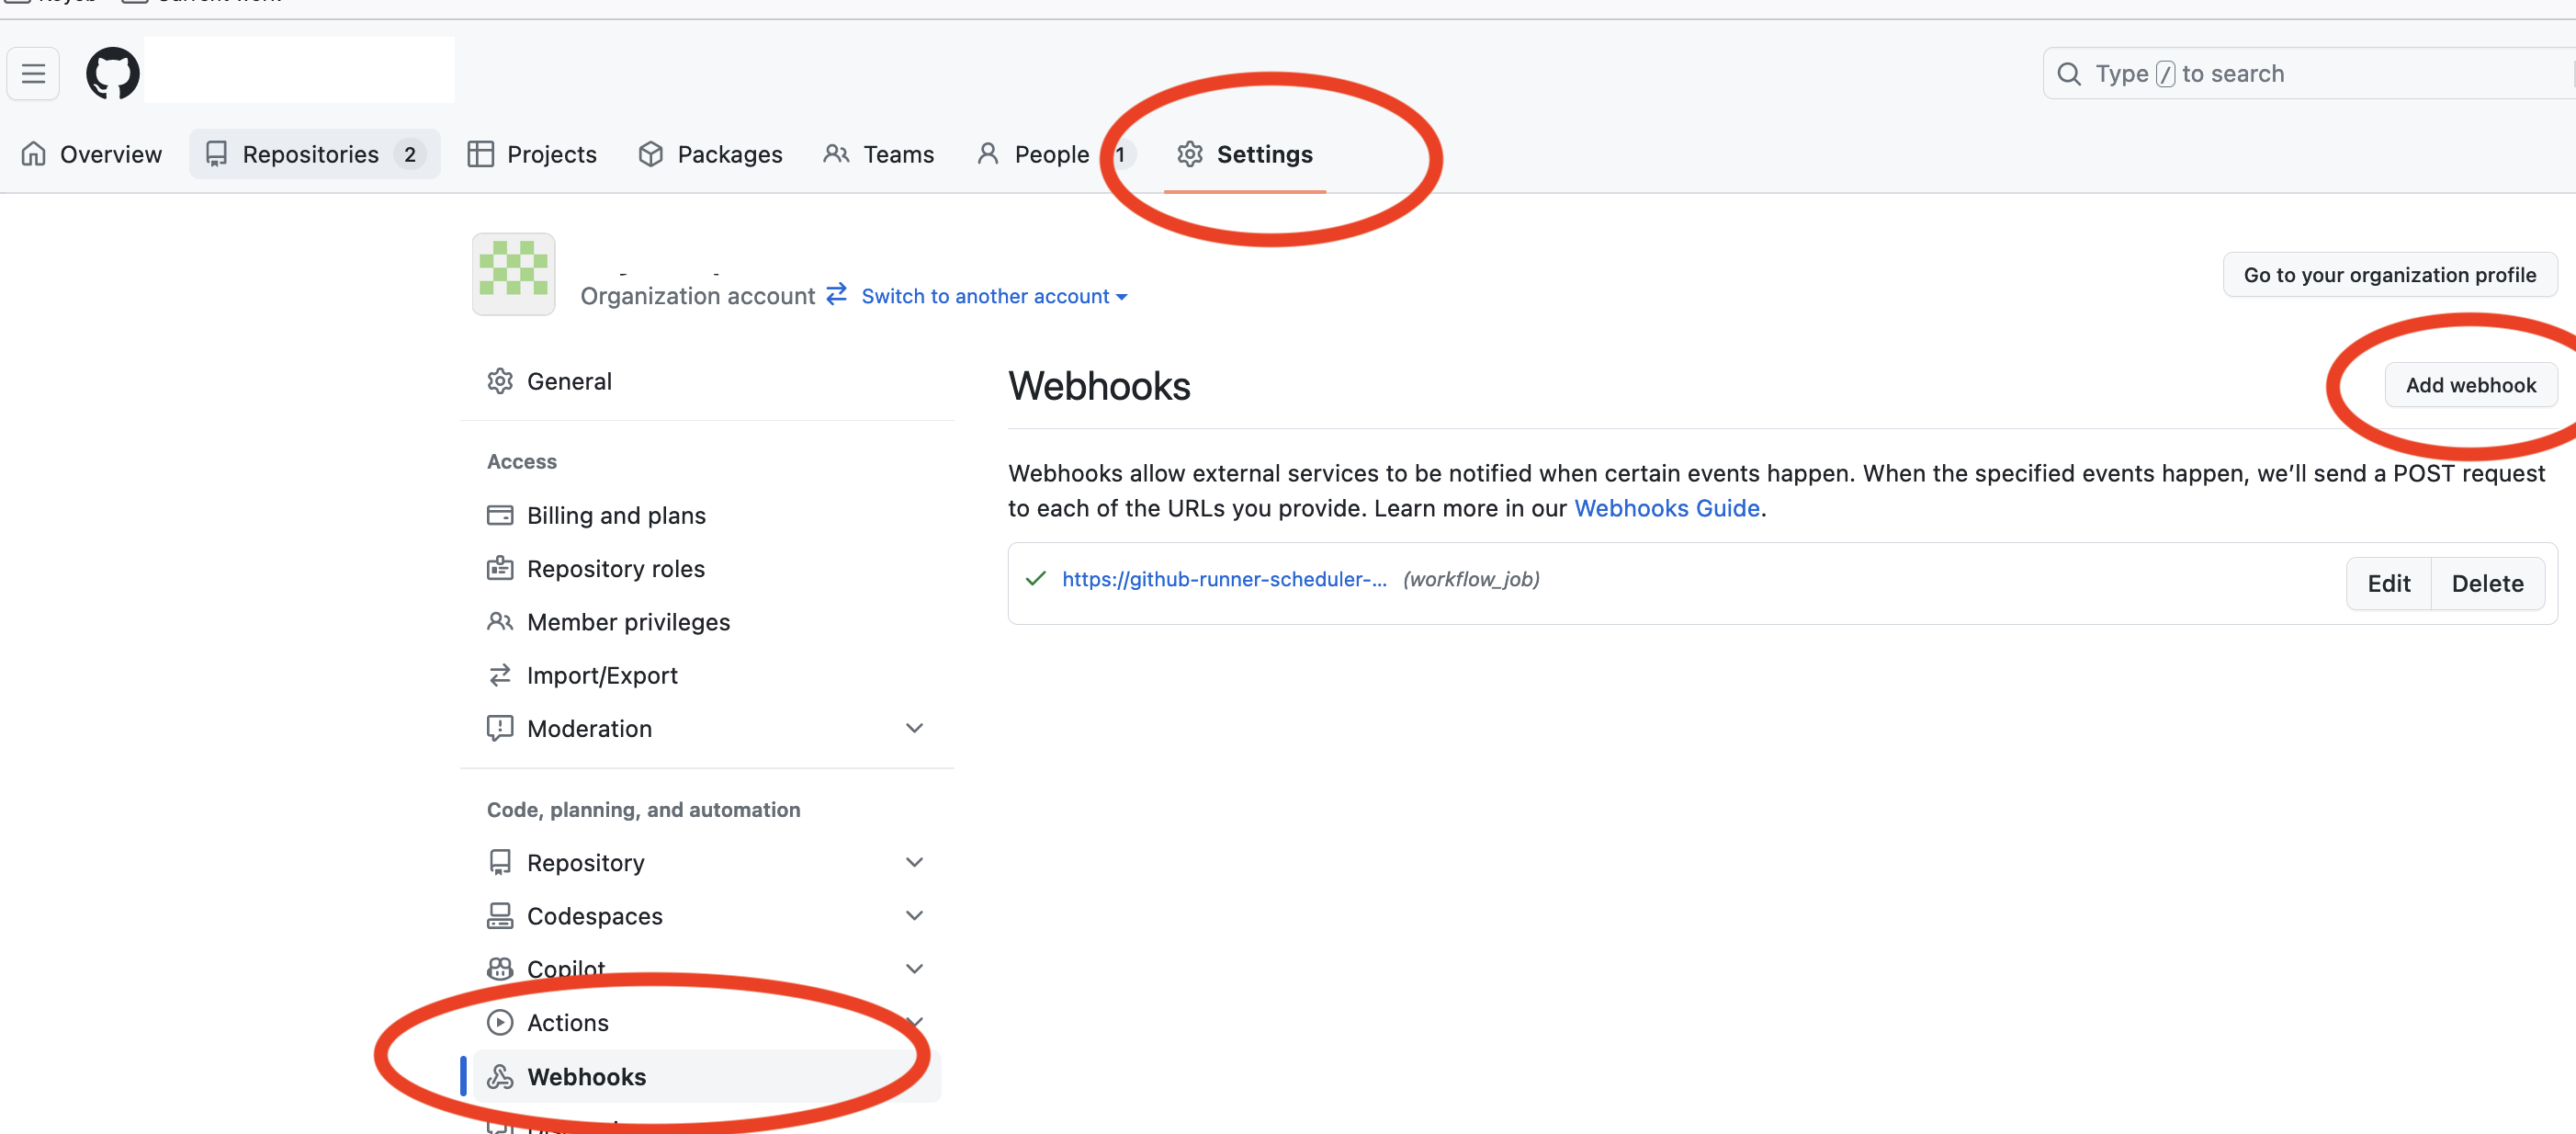 Type / to search
Overview
Repositories 2
Projects
Packages
Teams
People 1
Settings
Organization account Switch to another account
Go to your organization profile
General
Access
Billing and plans
Repository roles
Member privileges
Import/Export
Moderation
Code, planning, and automation
Repository
Codespaces
Copilot
Actions
Webhooks
Webhooks
Add webhook
Webhooks allow external services to be notified when certain events happen. When the specified events happen, we’ll send a POST request
to each of the URLs you provide. Learn more in our Webhooks Guide.
https://github-runner-scheduler-... (workflow_job)
Edit
Delete